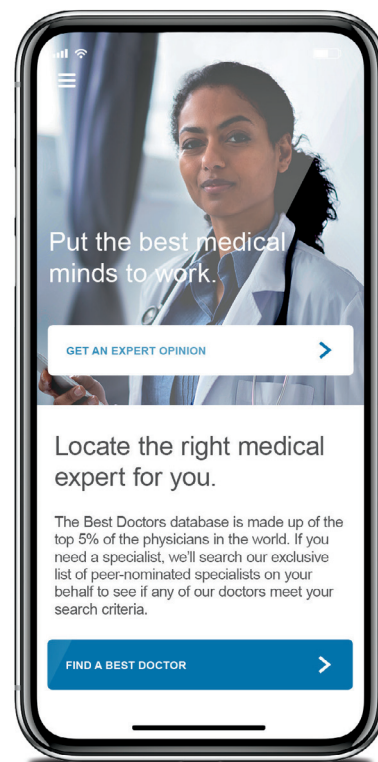 Put the best medical
minds to work.
GET AN EXPERT OPINION
Locate the right medical
expert for you.
The Best Doctors database is made up of the
top 5% of the physicians in the world. If you
need a specialist, we'll search our exclusive
list of peer-nominated specialists on your
behalf to see if any of our doctors meet your
search criteria.
FIND A BEST DOCTOR